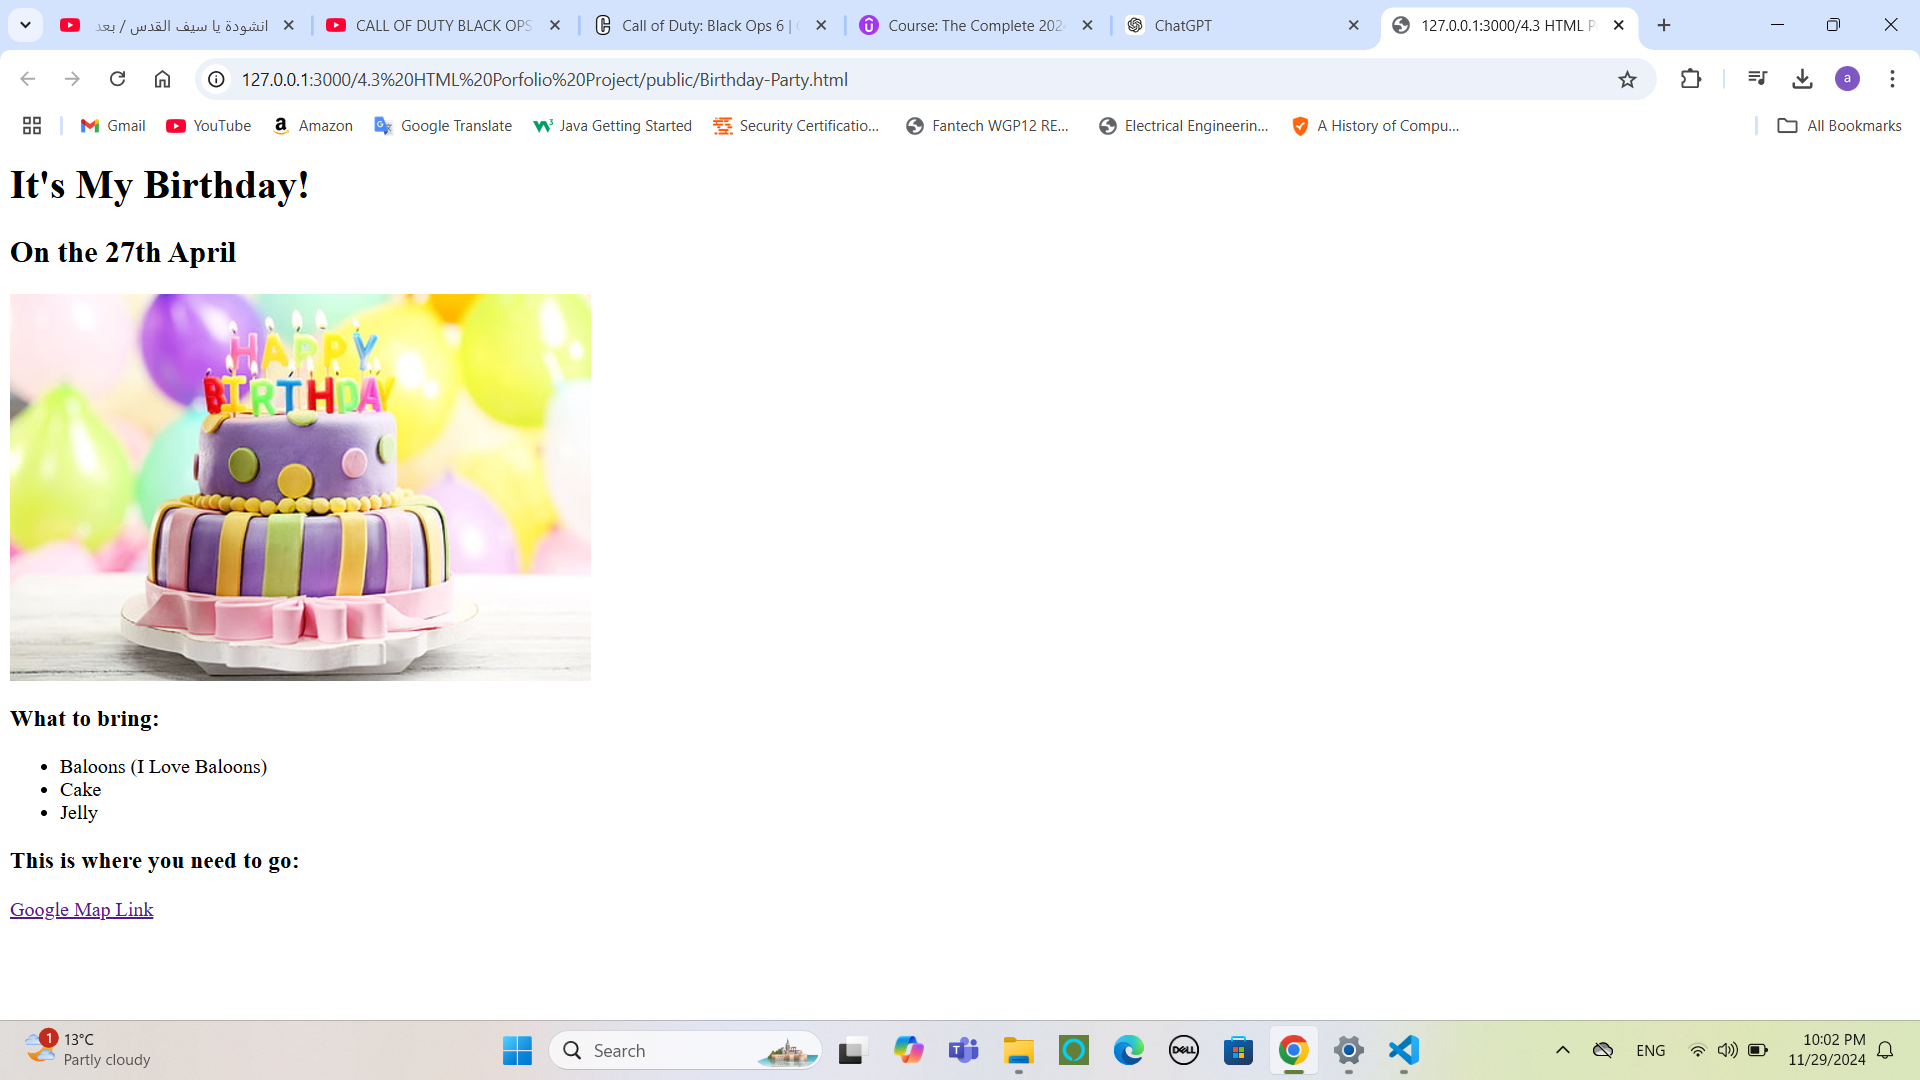 انشودة يا سيف القدس / بعد
CALL OF DUTY BLACK OPS
Call of Duty: Black Ops 6 |
Course: The Complete 202
ChatGPT
127.0.0.1:3000/4.3 HTML P
127.0.0.1:3000/4.3%20HTML%20Porfolio%20Project/public/Birthday-Party.html
a
Gmail
YouTube
Amazon
Google Translate
Java Getting Started
Security Certificatio...
Fantech WGP12 RE...
Electrical Engineerin...
A History of Compu...
All Bookmarks
It's My Birthday!
On the 27th April
HAPPY
BIRTHDAY
What to bring:
• Baloons (I Love Baloons)
• Cake
• Jelly
This is where you need to go:
Google Map Link
1
13°C
Partly cloudy
Search
DELL
ENG
10:02 PM
11/29/2024